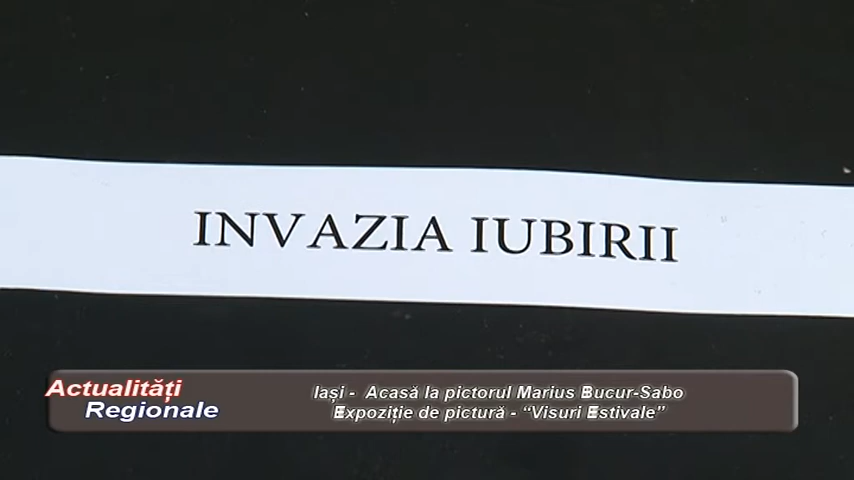 INVAZIA IUBIRII
Actualități
Regionale
Iași - Acasă la pictorul Marius Bucur-Sabo
Expoziție de pictură - “Visuri Estivale”